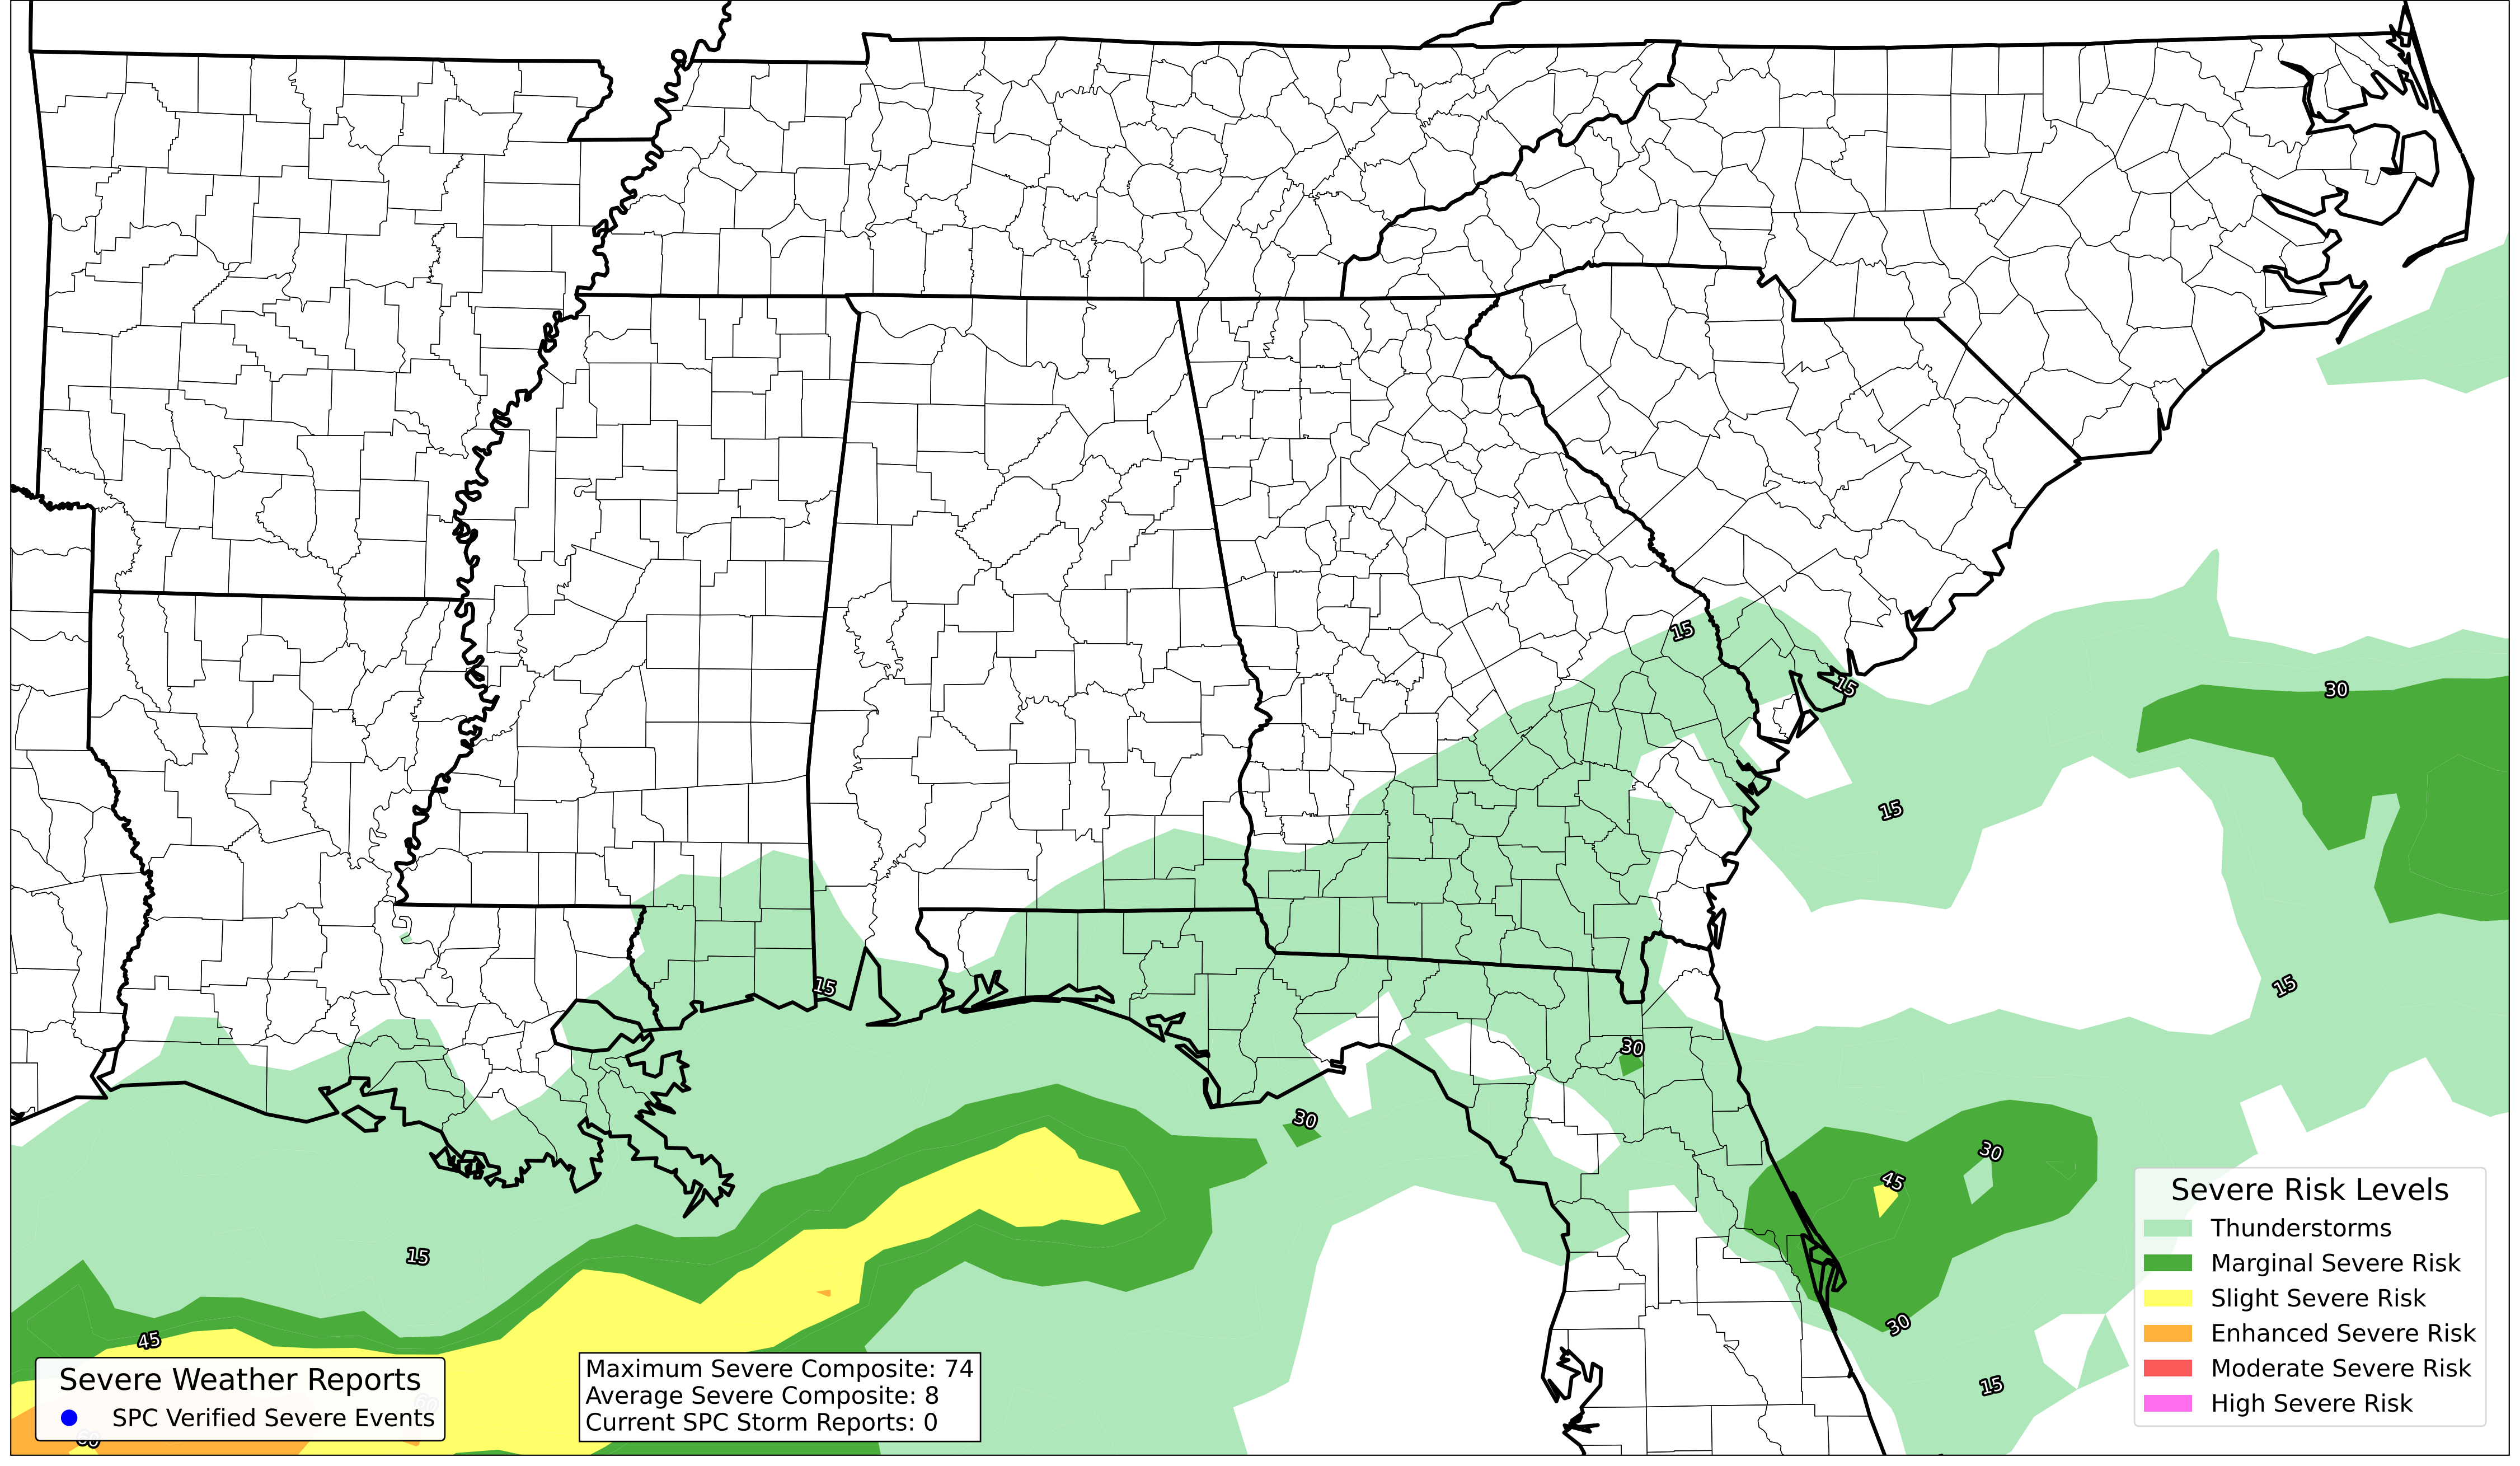 15
15
30
15
15
15
30
30
30
45
15
45
30
15
60
60
Severe Risk Levels
Thunderstorms
Marginal Severe Risk
Slight Severe Risk
Enhanced Severe Risk
Moderate Severe Risk
High Severe Risk
Severe Weather Reports
SPC Verified Severe Events
Maximum Severe Composite: 74
Average Severe Composite: 8
Current SPC Storm Reports: 0